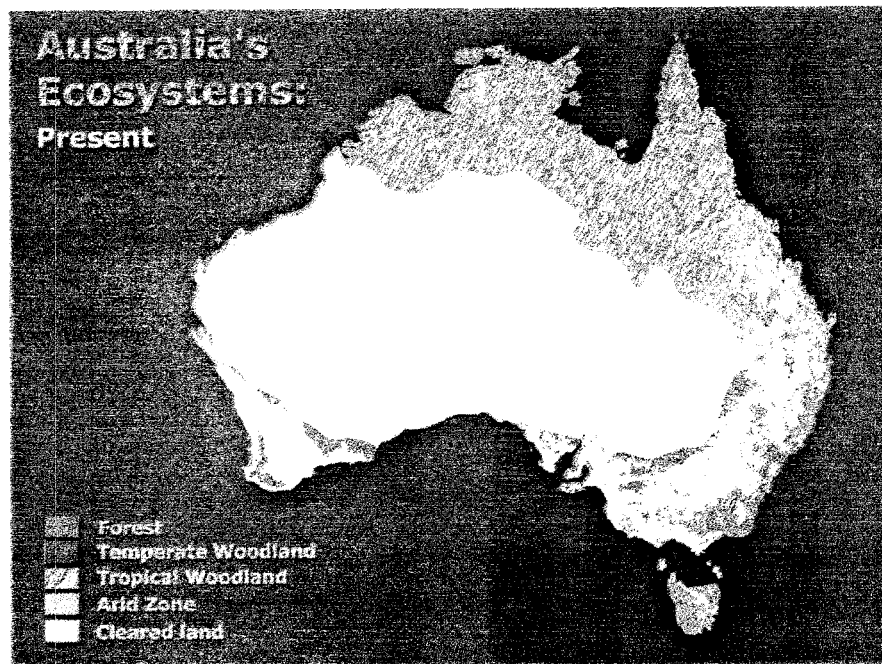 Australia's
Ecosystems:
Present
Forest
Temperate Woodland
Tropical Woodland
Arid Zone
Cleared land